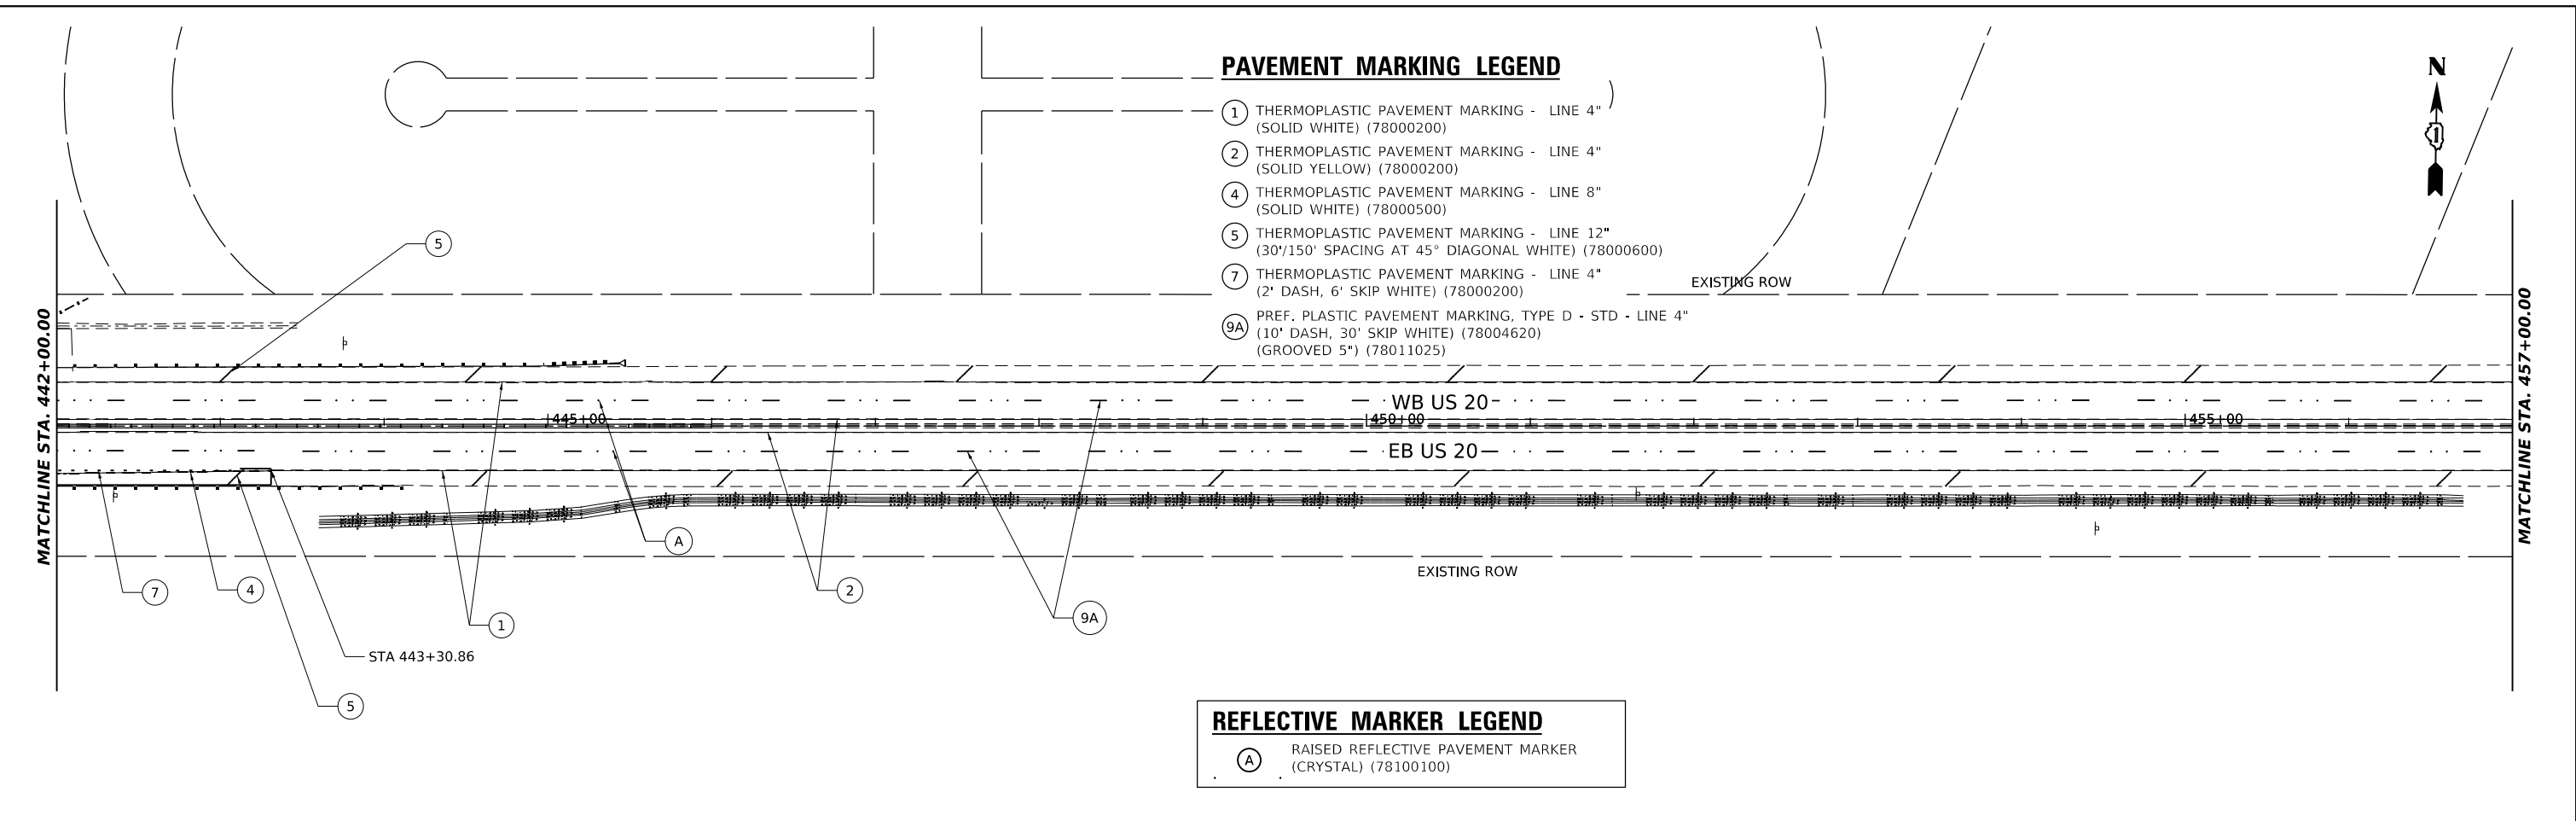 PAVEMENT MARKING LEGEND
N
1
1 THERMOPLASTIC PAVEMENT MARKING - LINE 4"
(SOLID WHITE) (78000200)
2 THERMOPLASTIC PAVEMENT MARKING - LINE 4"
(SOLID YELLOW) (78000200)
4 THERMOPLASTIC PAVEMENT MARKING - LINE 8"
(SOLID WHITE) (78000500)
5 THERMOPLASTIC PAVEMENT MARKING - LINE 12"
(30'/150' SPACING AT 45° DIAGONAL WHITE) (78000600)
7 THERMOPLASTIC PAVEMENT MARKING - LINE 4"
(2' DASH, 6' SKIP WHITE) (78000200)
9A PREF. PLASTIC PAVEMENT MARKING, TYPE D - STD - LINE 4"
(10' DASH, 30' SKIP WHITE) (78004620)
(GROOVED 5") (78011025)
5
EXISTING ROW
MATCHLINE STA. 442+00.00
MATCHLINE STA. 457+00.00
WB US 20
445+00
450+00
455+00
EB US 20
A
EXISTING ROW
7
4
2
9A
1
STA 443+30.86
5
REFLECTIVE MARKER LEGEND
A RAISED REFLECTIVE PAVEMENT MARKER
(CRYSTAL) (78100100)